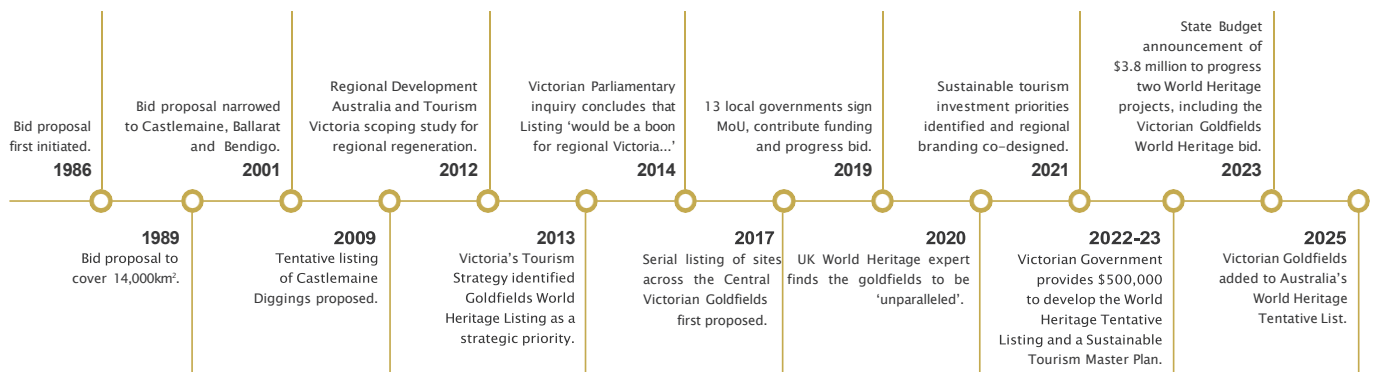 Bid proposal
first initiated.
1986
1989
Bid proposal to
cover 14,000km².
Bid proposal narrowed
to Castlemaine, Ballarat
and Bendigo.
2001
2009
Tentative listing
of Castlemaine
Diggings proposed.
Regional Development
Australia and Tourism
Victoria scoping study for
regional regeneration.
2012
2013
Victoria's Tourism
Strategy identified
Goldfields World
Heritage Listing as a
strategic priority.
Victorian Parliamentary
inquiry concludes that
Listing ‘would be a boon
for regional Victoria...’
2014
2017
Serial listing of sites
across the Central
Victorian Goldfields
first proposed.
13 local governments sign
MoU, contribute funding
and progress bid.
2019
2020
UK World Heritage expert
finds the goldfields to be
‘unparalleled’.
Sustainable tourism
investment priorities
identified and regional
branding co-designed.
2021
2022-23
Victorian Government
provides $500,000
to develop the World
Heritage Tentative
Listing and a Sustainable
Tourism Master Plan.
State Budget
announcement of
$3.8 million to progress
two World Heritage
projects, including the
Victorian Goldfields
World Heritage bid.
2023
2025
Victorian Goldfields
added to Australia's
World Heritage
Tentative List.